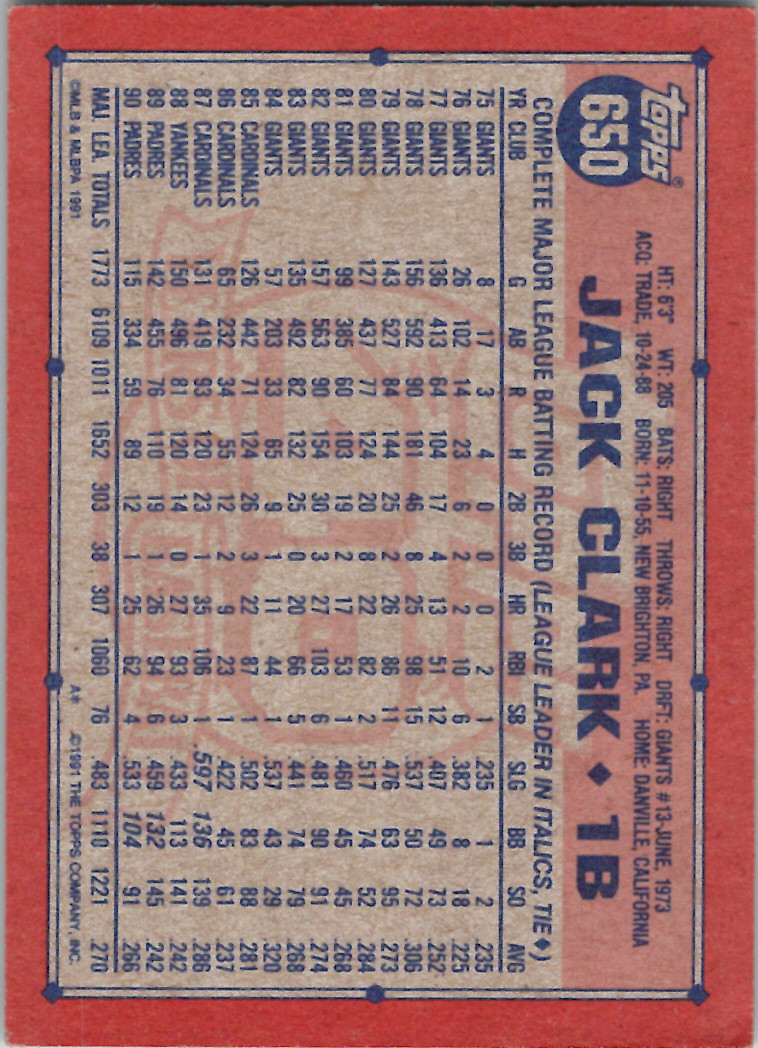 topps®
650
HT: 6'3" WT: 205 BATS: RIGHT THROWS: RIGHT DRFT: GIANTS #13-JUNE, 1973
ACQ: TRADE, 10-24-88 BORN: 11-10-55, NEW BRIGHTON, PA. HOME: DANVILLE, CALIFORNIA
JACK CLARK ♦ 1B
COMPLETE MAJOR LEAGUE BATTING RECORD (LEAGUE LEADER IN ITALICS, TIE♦)
YR CLUB G AB R H 2B 3B HR RBI SB SLG BB SO AVG
75 GIANTS 8 17 3 4 0 0 0 2 1 .235 1 2 .235
76 GIANTS 26 102 14 23 6 2 2 10 6 .382 8 18 .225
77 GIANTS 136 413 64 104 17 4 13 51 12 .407 49 73 .252
78 GIANTS 156 592 90 181 46 8 25 98 15 .537 50 72 .306
79 GIANTS 143 527 84 144 25 2 26 86 11 .476 63 95 .273
80 GIANTS 127 437 77 124 20 8 22 82 2 .517 74 52 .284
81 GIANTS 99 385 60 103 19 2 17 53 1 .460 45 45 .268
82 GIANTS 157 563 90 154 30 3 27 103 6 .481 90 91 .274
83 GIANTS 135 492 82 132 25 0 20 66 5 .441 74 79 .268
84 GIANTS 57 203 33 65 9 1 11 44 1 .537 43 29 .320
85 CARDINALS 126 442 71 124 26 3 22 87 1 .502 83 88 .281
86 CARDINALS 65 232 34 55 12 2 9 23 1 .422 45 61 .237
87 CARDINALS 131 419 93 120 23 1 35 106 1 .597 136 139 .286
88 YANKEES 150 496 81 120 14 0 27 93 3 .433 113 141 .242
89 PADRES 142 455 76 110 19 1 26 94 6 .459 132 145 .242
90 PADRES 115 334 59 89 12 1 25 62 4 .533 104 91 .266
MAJ. LEA. TOTALS 1773 6109 1011 1652 303 38 307 1060 76 .483 1110 1221 .270
©MLB & MLBPA 1991 A* ©1991 THE TOPPS COMPANY, INC.